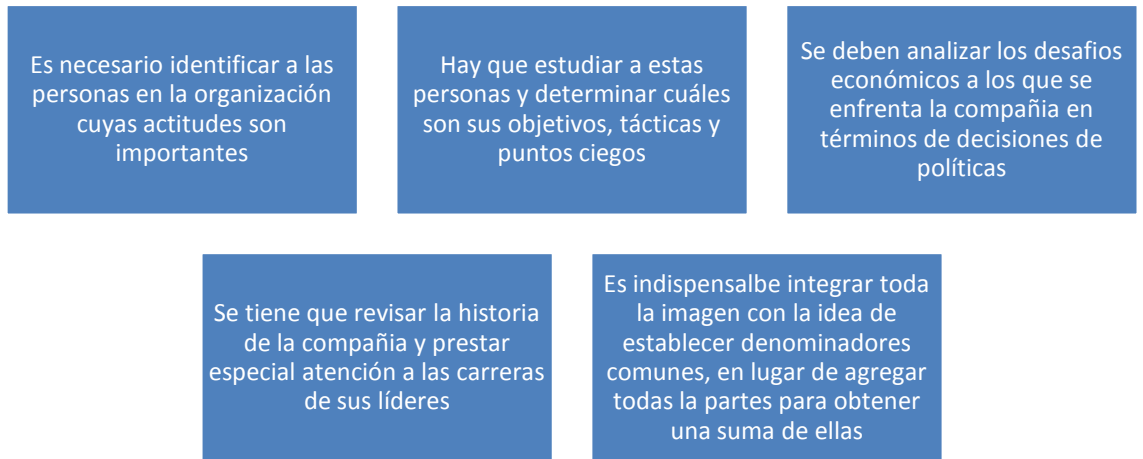 Es necesario identificar a las
personas en la organización
cuyas actitudes son
importantes
Hay que estudiar a estas
personas y determinar cuáles
son sus objetivos, tácticas y
puntos ciegos
Se deben analizar los desafios
económicos a los que se
enfrenta la compañia en
términos de decisiones de
políticas
Se tiene que revisar la historia
de la compañia y prestar
especial atención a las carreras
de sus líderes
Es indispensalbe integrar toda
la imagen con la idea de
establecer denominadores
comunes, en lugar de agregar
todas la partes para obtener
una suma de ellas